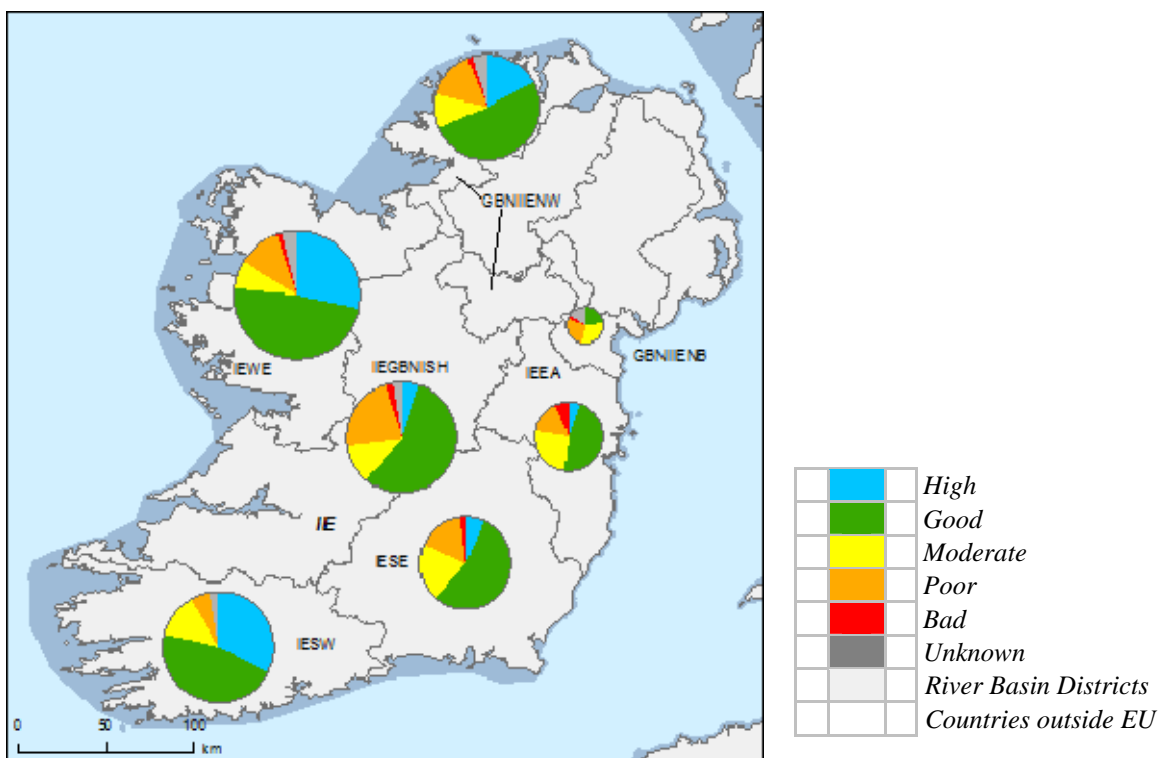 GBNIIENW
IEWE
IEGBNISH
IEEA
GBNIIENB
IE
IESE
IESW
0
50
100
km
High
Good
Moderate
Poor
Bad
Unknown
River Basin Districts
Countries outside EU